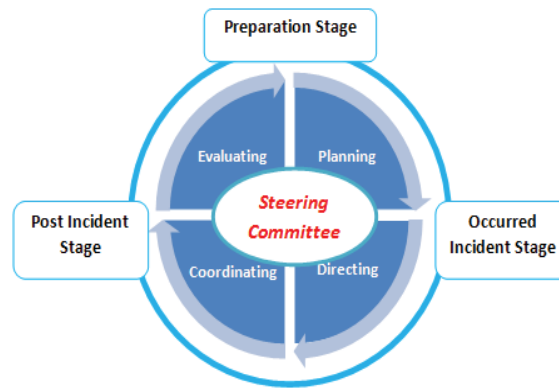 Preparation Stage
Evaluating
Planning
Steering
Committee
Post Incident
Stage
Occurred
Incident Stage
Coordinating
Directing